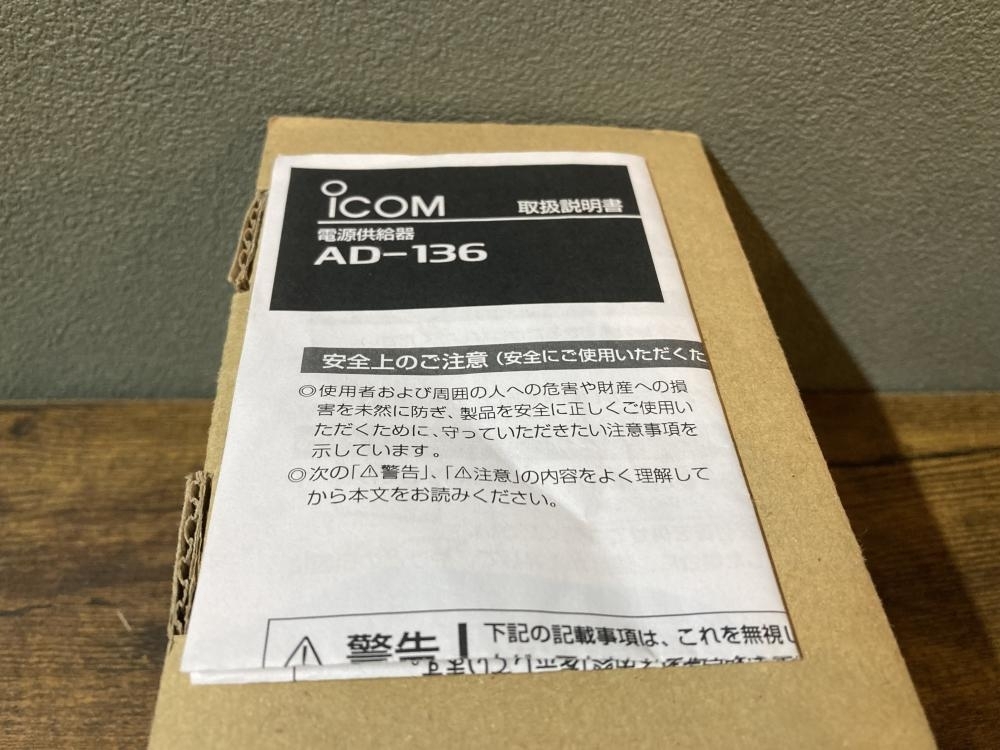 iCOM 取扱説明書
電源供給器
AD-136
安全上のご注意（安全にご使用いただくた
◎使用者および周囲の人への危害や財産への損
害を未然に防ぎ、製品を安全に正しくご使用い
ただくために、守っていただきたい注意事項を
示しています。
◎次の「⚠警告」、「⚠注意」の内容をよく理解して
から本文をお読みください。
⚠警告 下記の記載事項は、これを無視し